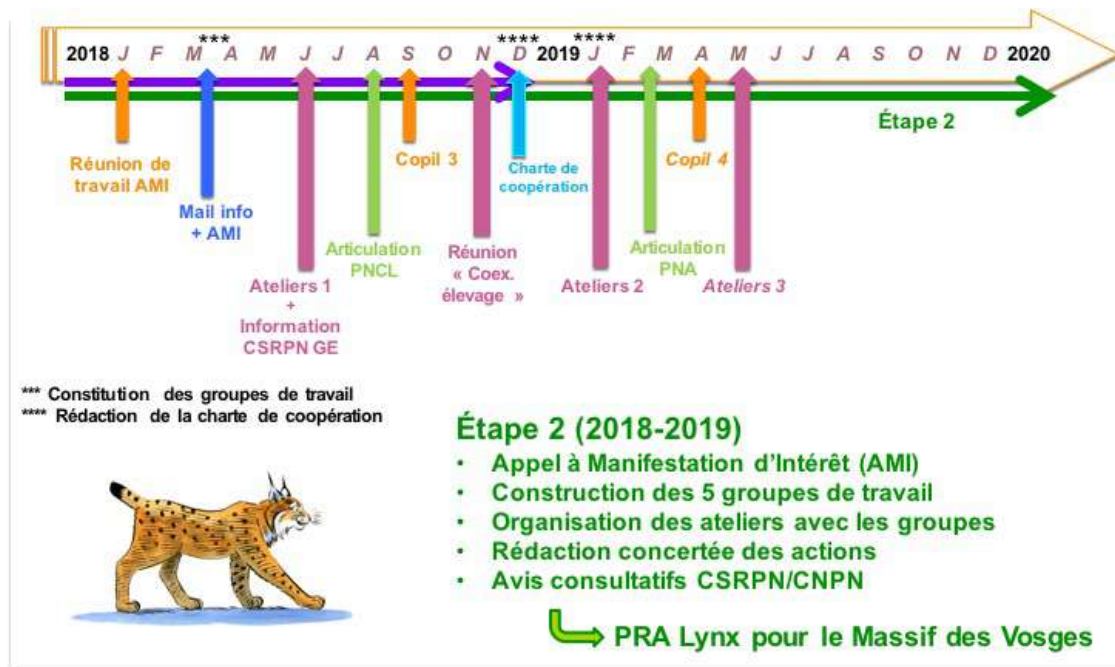 2018 J F M *** A M J J A S O N **** D 2019 **** J F M A M J J A S O N D 2020
Étape 2
Réunion de
travail AMI
Mail info
+ AMI
Ateliers 1
+
Information
CSRPN GE
Articulation
PNCL
Copil 3
Réunion
« Coex.
élevage »
Charte de
coopération
Ateliers 2
Articulation
PNA
Copil 4
Ateliers 3
*** Constitution des groupes de travail
**** Rédaction de la charte de coopération
Étape 2 (2018-2019)
• Appel à Manifestation d'Intérêt (AMI)
• Construction des 5 groupes de travail
• Organisation des ateliers avec les groupes
• Rédaction concertée des actions
• Avis consultatifs CSRPN/CNPN
PRA Lynx pour le Massif des Vosges